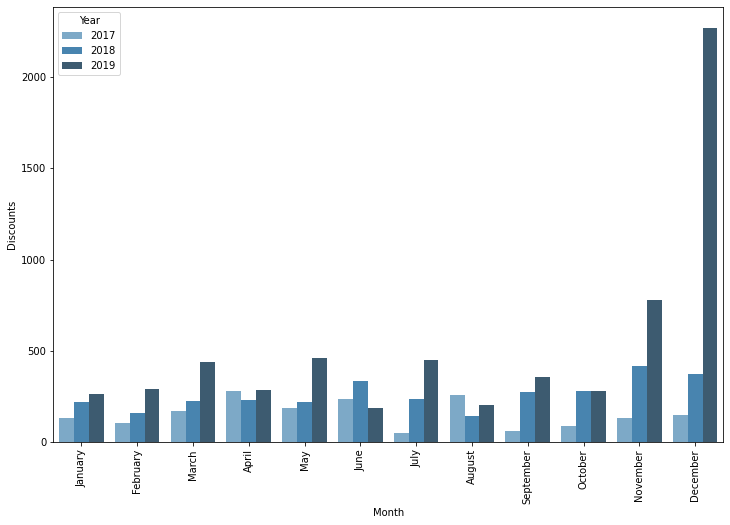 Year
2017
2018
2019
2000
1500
1000
500
0
Discounts
January
February
March
April
May
June
July
August
September
October
November
December
Month